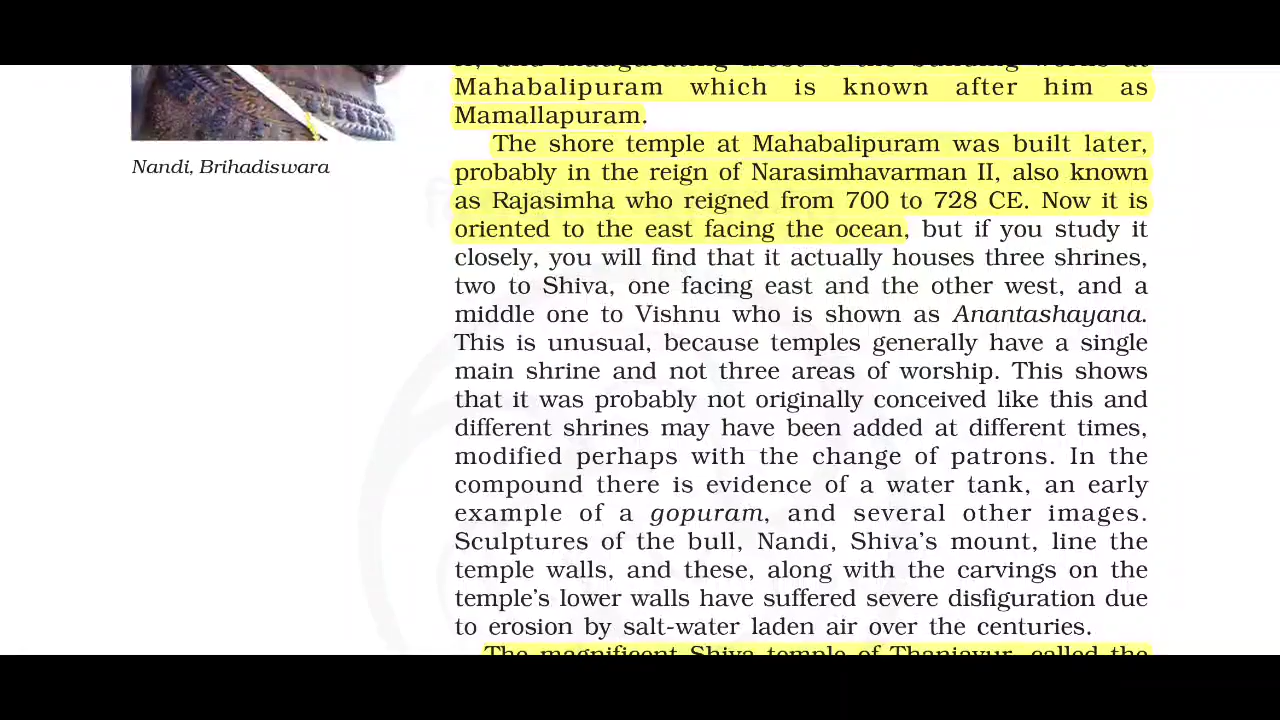 Mahabalipuram which is known after him as
Mamallapuram.
The shore temple at Mahabalipuram was built later,
probably in the reign of Narasimhavarman II, also known
as Rajasimha who reigned from 700 to 728 CE. Now it is
oriented to the east facing the ocean, but if you study it
closely, you will find that it actually houses three shrines,
two to Shiva, one facing east and the other west, and a
middle one to Vishnu who is shown as Anantashayana.
This is unusual, because temples generally have a single
main shrine and not three areas of worship. This shows
that it was probably not originally conceived like this and
different shrines may have been added at different times,
modified perhaps with the change of patrons. In the
compound there is evidence of a water tank, an early
example of a gopuram, and several other images.
Sculptures of the bull, Nandi, Shiva's mount, line the
temple walls, and these, along with the carvings on the
temple's lower walls have suffered severe disfiguration due
to erosion by salt-water laden air over the centuries.
The magnificent Shiva temple of Thanjavur, called the
Nandi, Brihadiswara